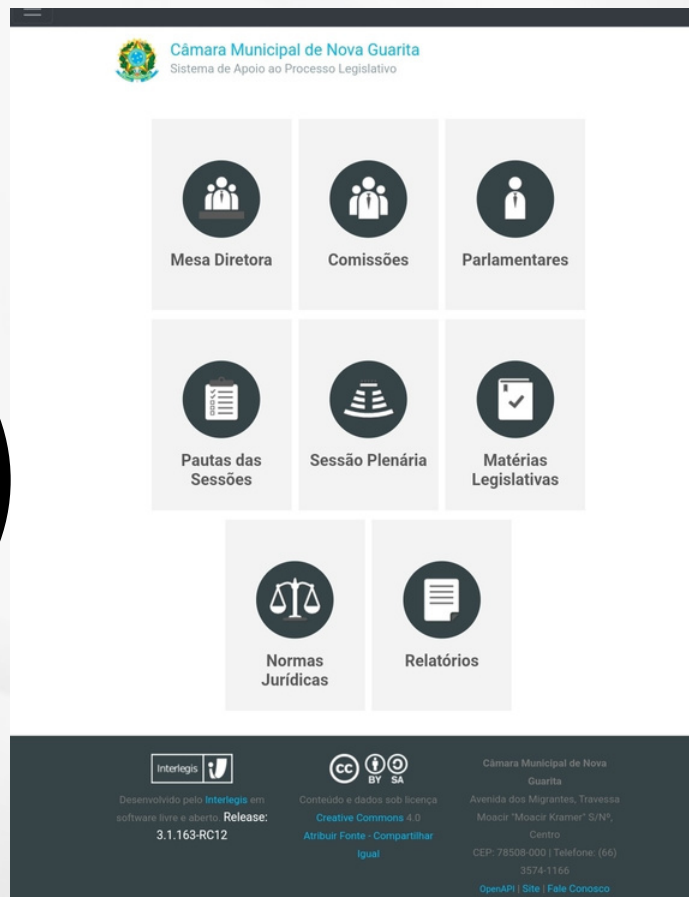 Câmara Municipal de Nova Guarita
Sistema de Apoio ao Processo Legislativo
Mesa Diretora
Comissões
Parlamentares
Pautas das
Sessões
Sessão Plenária
Matérias
Legislativas
Normas
Jurídicas
Relatórios
Interlegis
Desenvolvido pelo Interlegis em
software livre e aberto. Release:
3.1.163-RC12
CC BY SA
Conteúdo e dados sob licença
Creative Commons 4.0
Atribuir Fonte - Compartilhar
Igual
Câmara Municipal de Nova
Guarita
Avenida dos Migrantes, Travessa
Moacir "Moacir Kramer" S/Nº,
Centro
CEP: 78508-000 | Telefone: (66)
3574-1166
OpenAPI | Site | Fale Conosco